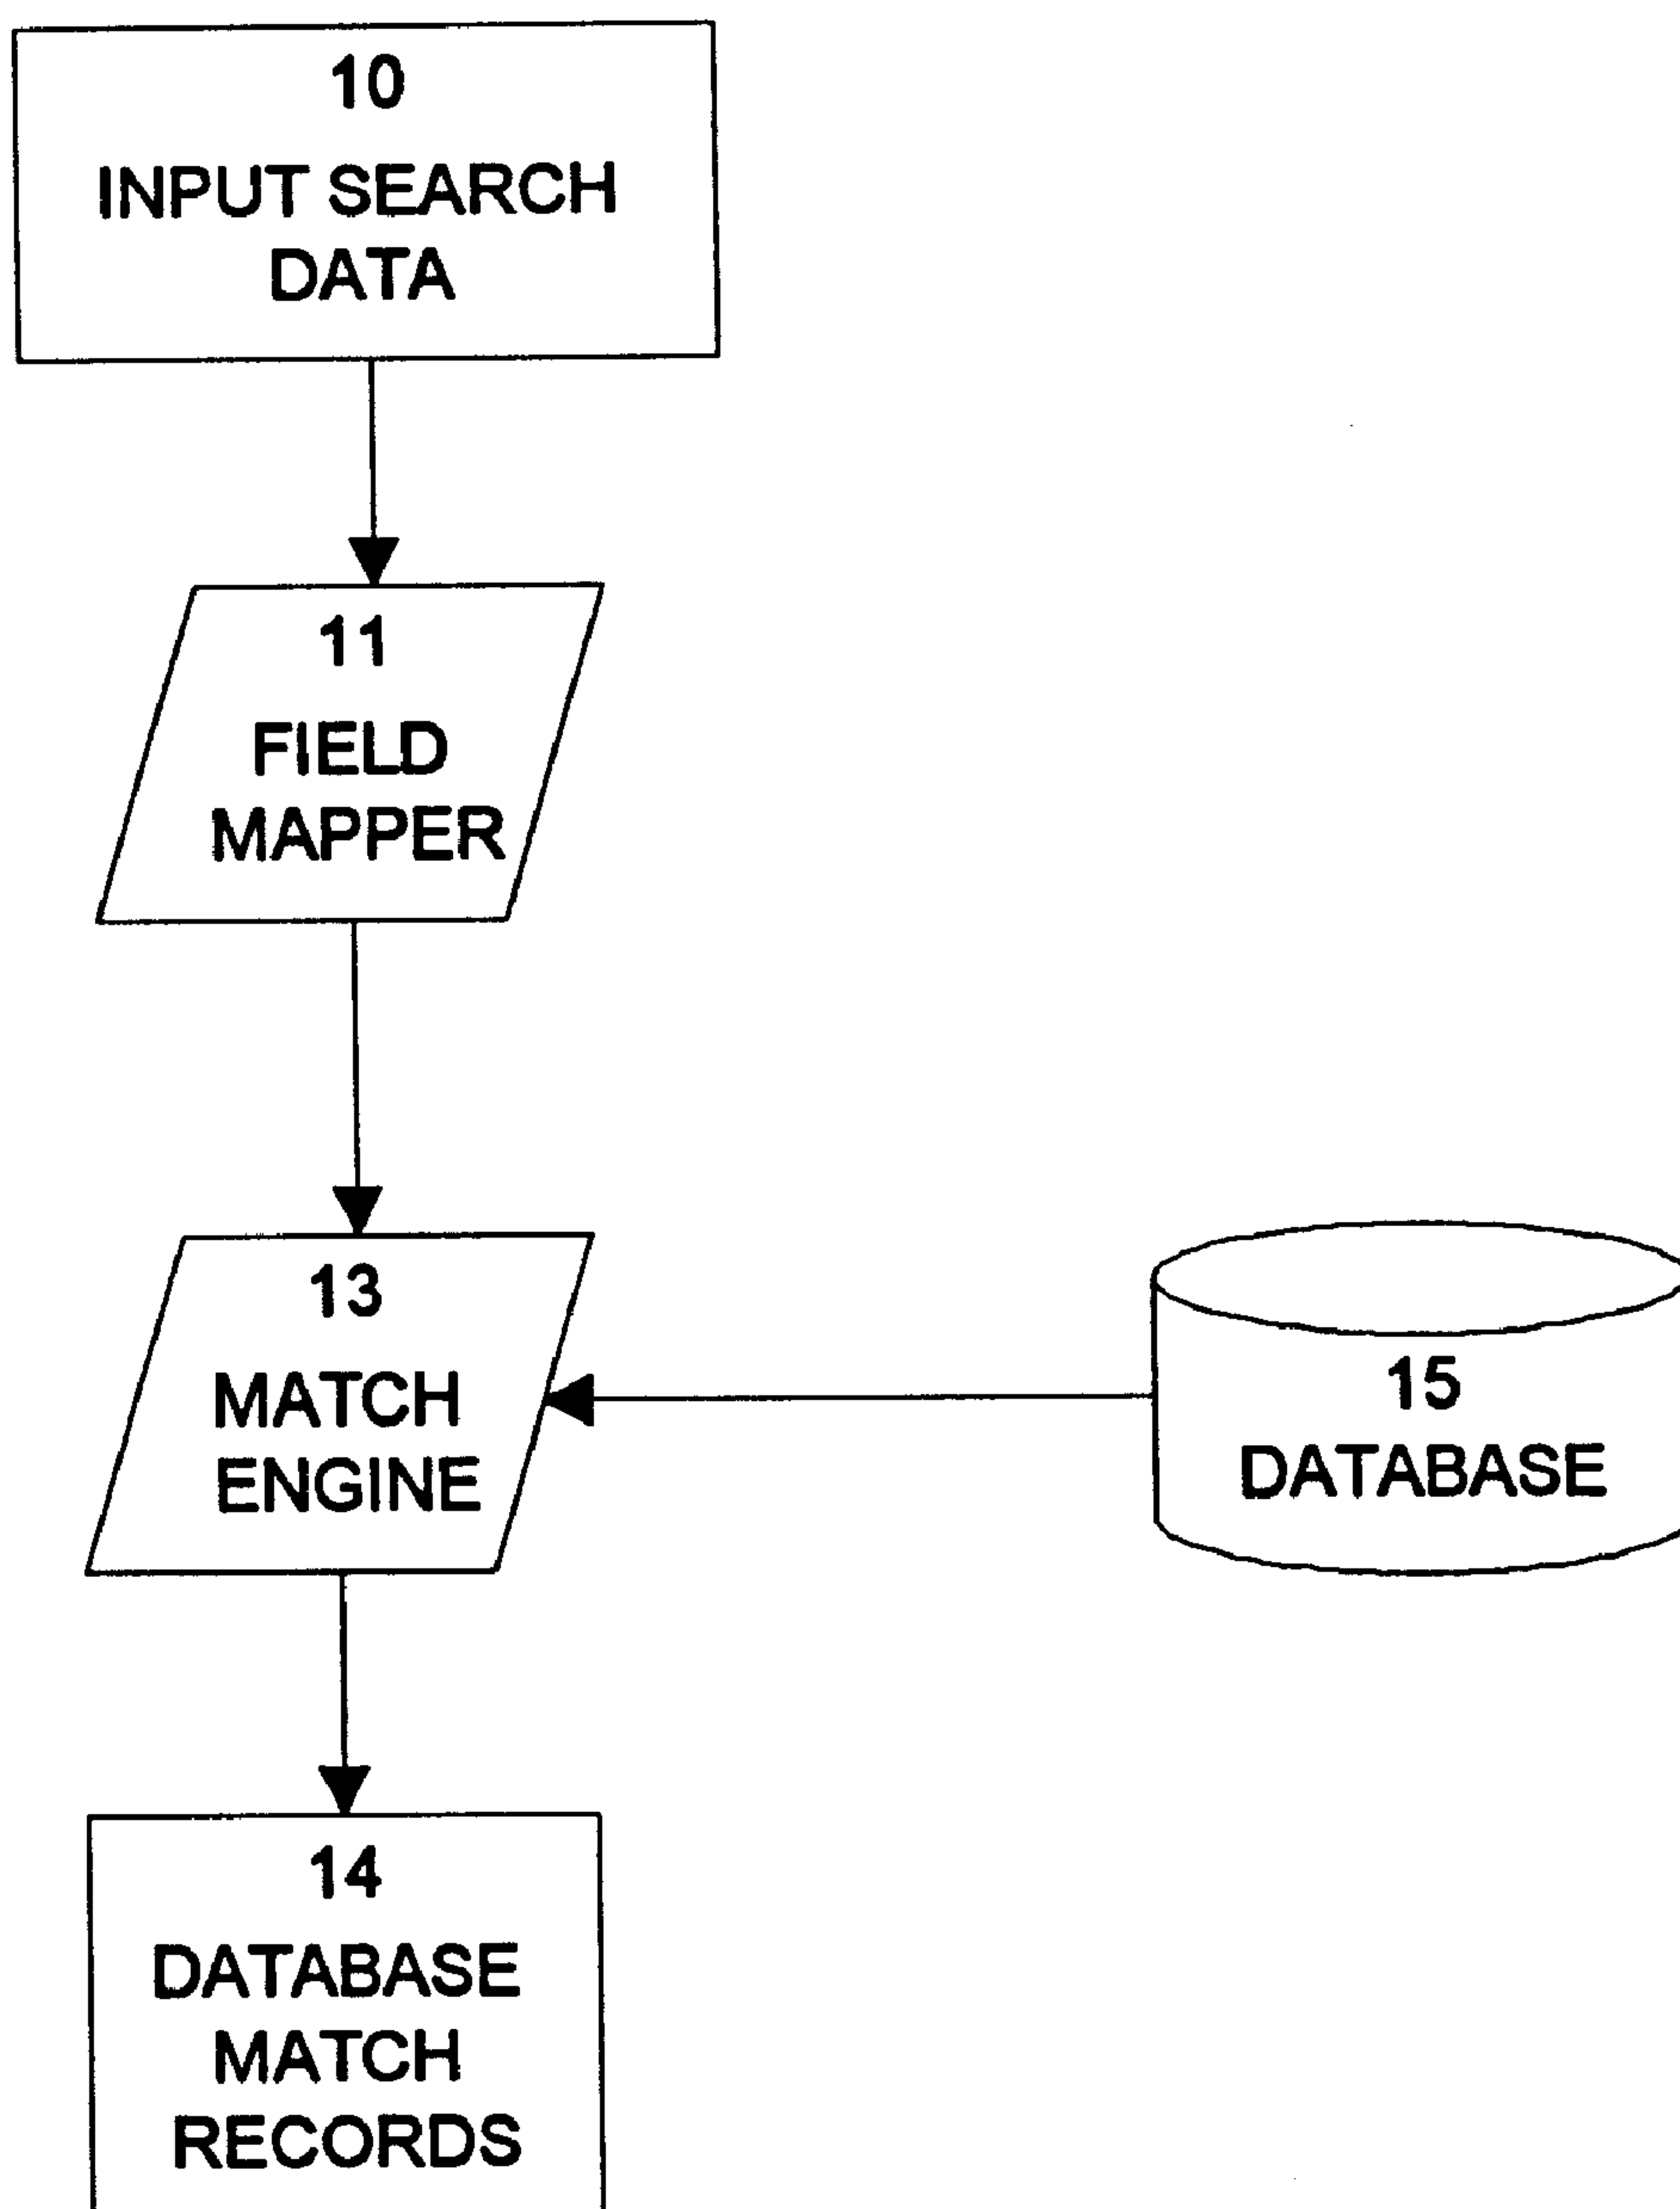 10
INPUT SEARCH
DATA
11
FIELD
MAPPER
13
MATCH
ENGINE
15
DATABASE
14
DATABASE
MATCH
RECORDS